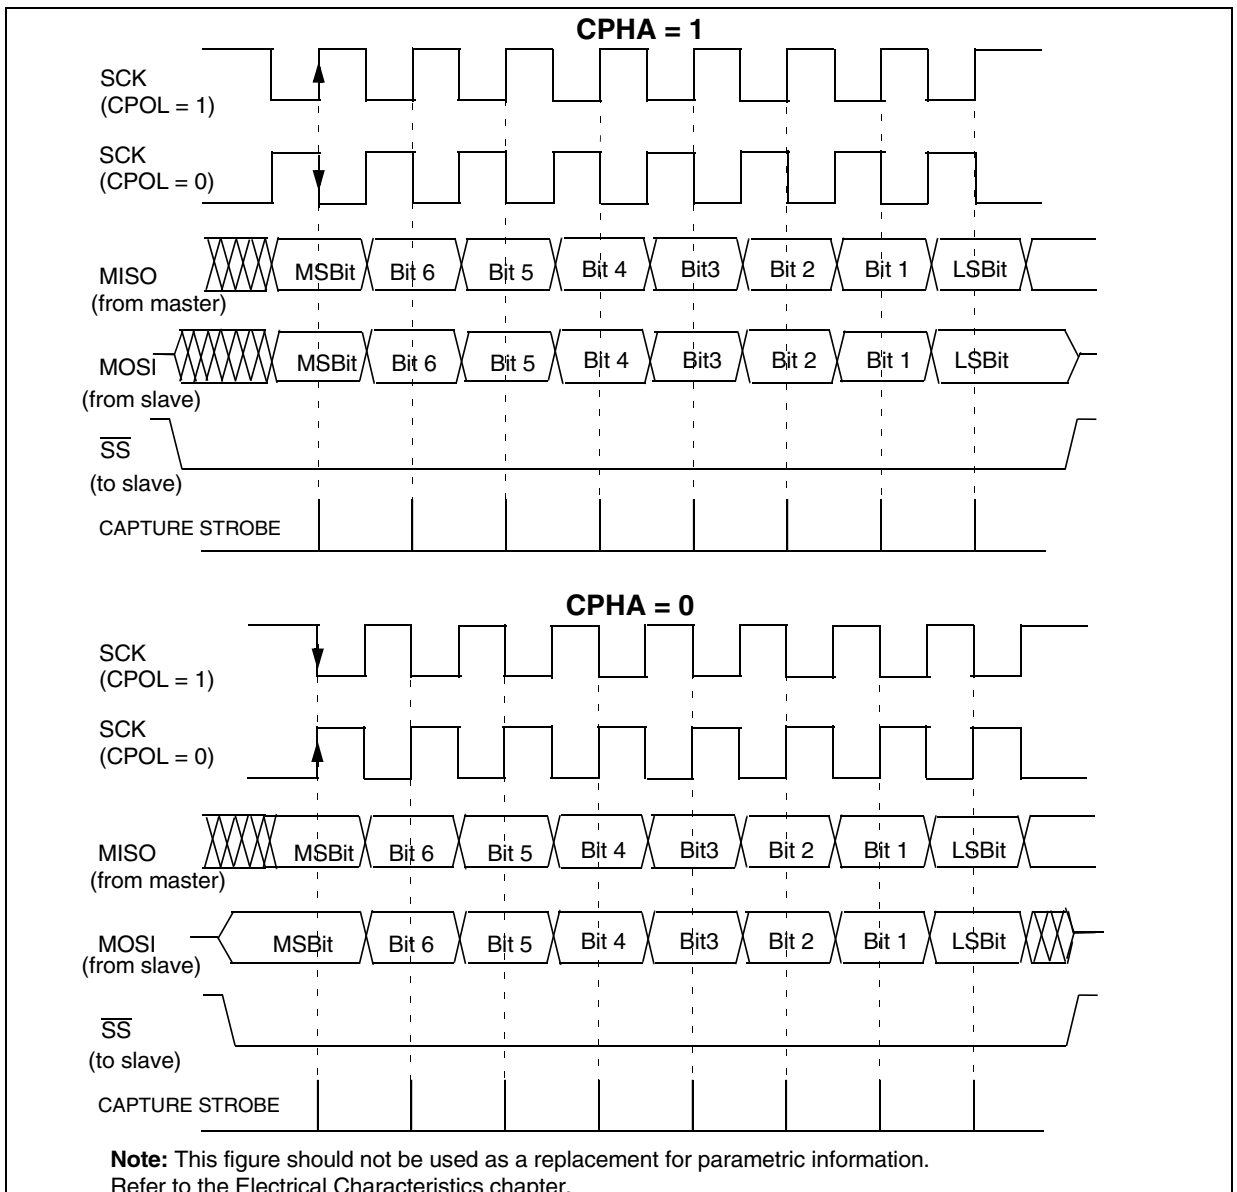 CPHA = 1
SCK
(CPOL = 1)
SCK
(CPOL = 0)
MISO
(from master)
MSBit Bit 6 Bit 5 Bit 4 Bit3 Bit 2 Bit 1 LSBit
MOSI
(from slave)
MSBit Bit 6 Bit 5 Bit 4 Bit3 Bit 2 Bit 1 LSBit
SS
(to slave)
CAPTURE STROBE
CPHA = 0
SCK
(CPOL = 1)
SCK
(CPOL = 0)
MISO
(from master)
MSBit Bit 6 Bit 5 Bit 4 Bit3 Bit 2 Bit 1 LSBit
MOSI
(from slave)
MSBit Bit 6 Bit 5 Bit 4 Bit3 Bit 2 Bit 1 LSBit
SS
(to slave)
CAPTURE STROBE
Note: This figure should not be used as a replacement for parametric information.
Refer to the Electrical Characteristics chapter.